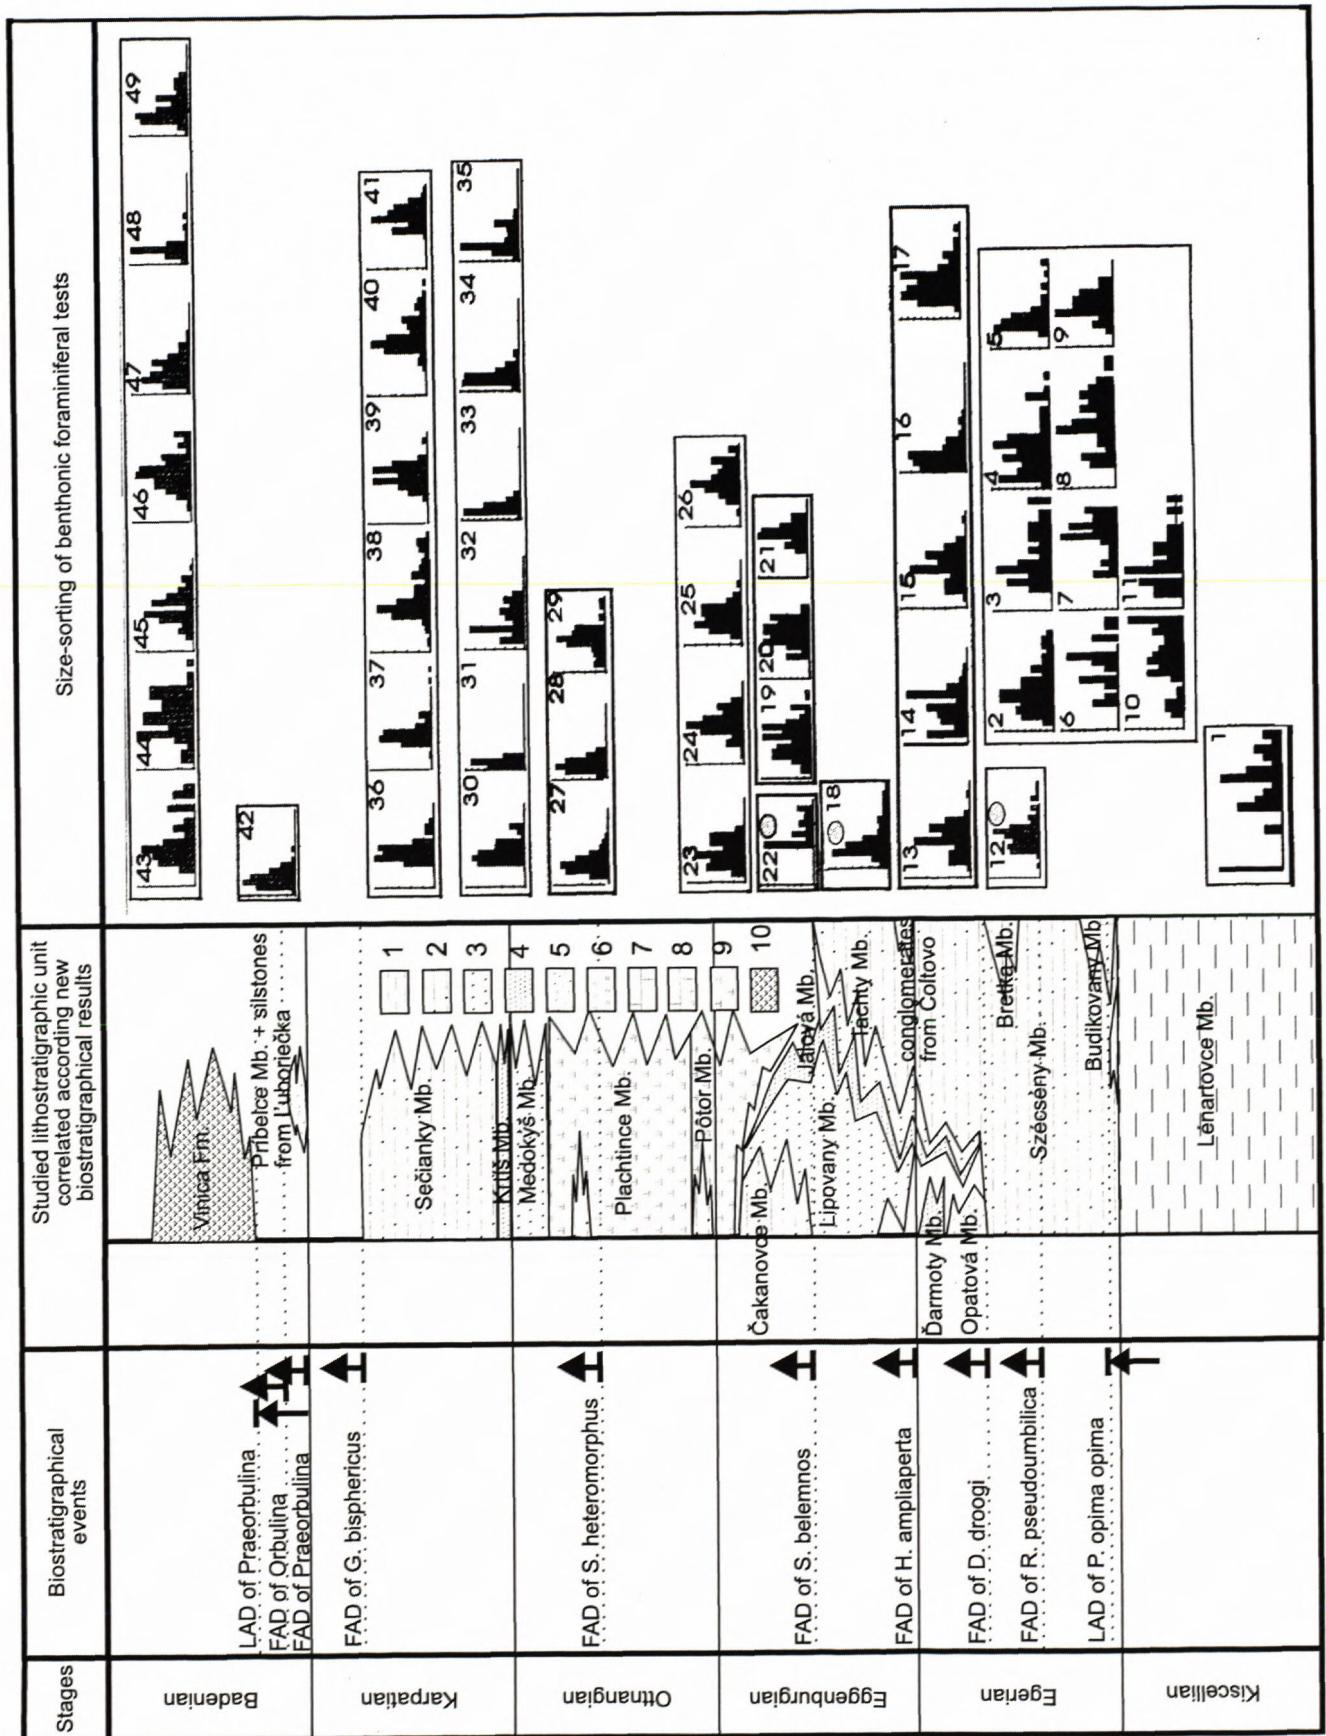 Stages
Biostratigraphical
events
Studied lithostratigraphic unit
correlated according new
biostratigraphical results
Size-sorting of benthonic foraminiferal tests
Badenian
Karpatian
Ottnangian
Eggenburgian
Egerian
Kiscellian
LAD of Praeorbulina
FAD of Orbulina
FAD of Praeorbulina
FAD of G. bisphericus
FAD of S. heteromorphus
FAD of S. belemnos
FAD of H. ampliaperta
FAD of D. droogi
FAD of R. pseudoumbilica
LAD of P. opima opima
Vinica Fm.
Príbelce Mb. + silstones
from Ľuboriečka
Sečianky Mb.
Krtíš Mb.
Medokýš Mb.
Plachtince Mb.
Pôtor Mb.
Čakanovce Mb.
Jalová Mb.
Lipovany Mb.
Tachty Mb.
conglomerates
from Čoltovo
Ďarmoty Mb.
Opatová Mb.
Bretka Mb.
Szécsény Mb.
Budikovany Mb.
Lénartovce Mb.
1
2
3
4
5
6
7
8
9
10
43 44 45 46 47 48 49
42
36 37 38 39 40 41
30 31 32 33 34 35
27 28 29
23 24 25 26
22 19 20 21
18
13 14 15 16 17
12 2 3 4 5
6 7 8 9
10 11
1